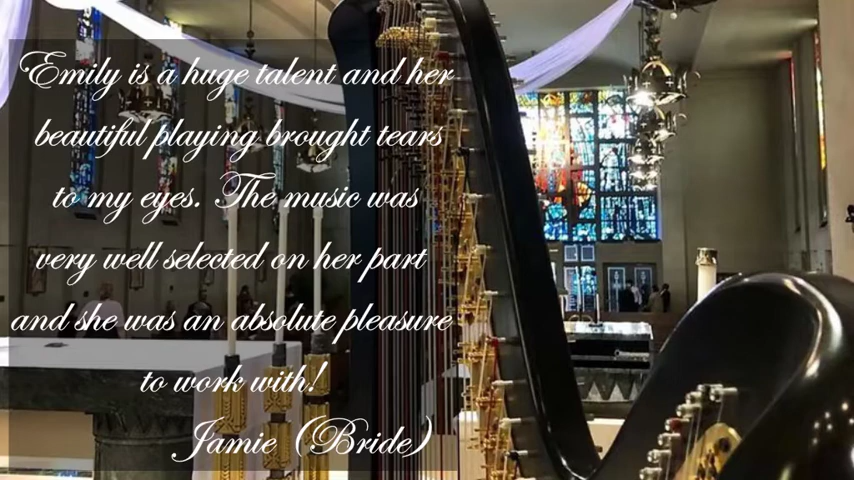 Emily is a huge talent and her
beautiful playing brought tears
to my eyes. The music was
very well selected on her part
and she was an absolute pleasure
to work with!
Jamie (Bride)